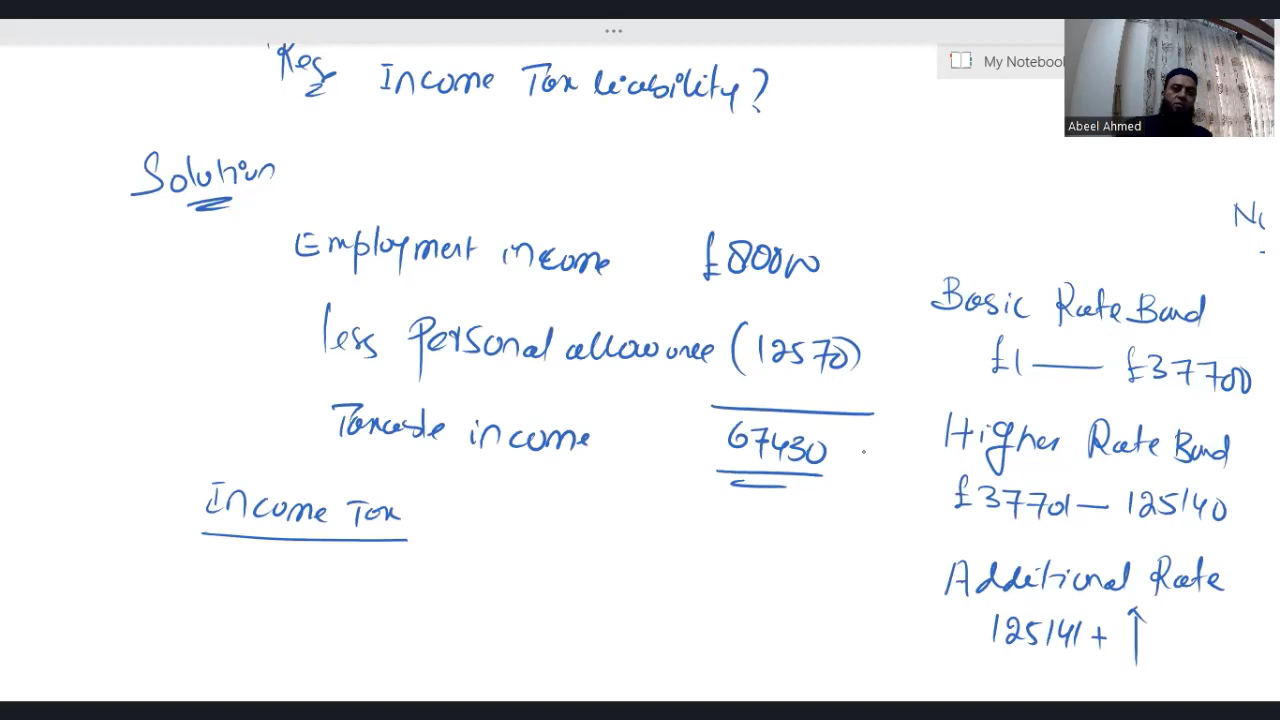 ...
My Notebook
Abeel Ahmed
Req Income Tax liability?
Solution
Employment income £80000
less Personal allowance (12570)
Taxable income 67430
Income Tax
Basic Rate Band
£1 — £37700
Higher Rate Band
£37701 — 125140
Additional Rate
125141 + ↑